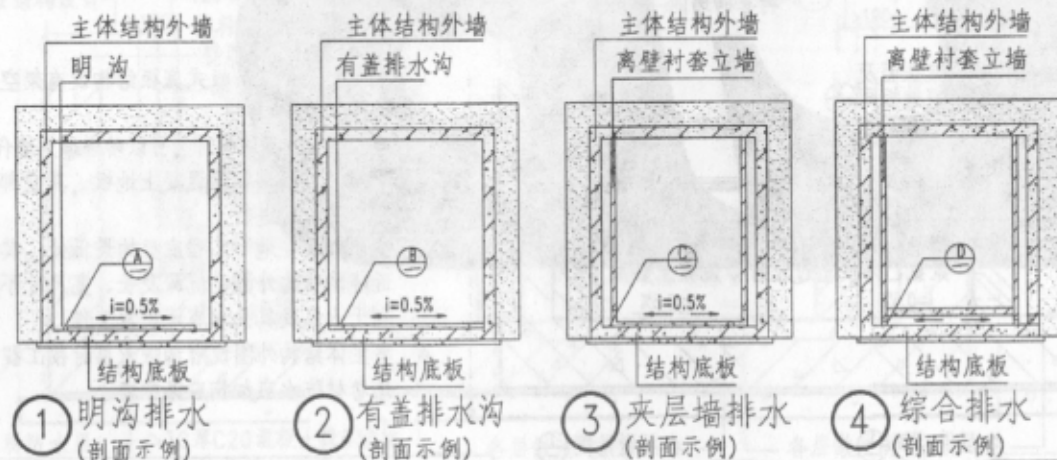 主体结构外墙
明 沟
A
i=0.5%
结构底板
① 明沟排水
(剖面示例)
主体结构外墙
有盖排水沟
B
i=0.5%
结构底板
② 有盖排水沟
(剖面示例)
主体结构外墙
离壁衬套立墙
C
i=0.5%
结构底板
③ 夹层墙排水
(剖面示例)
主体结构外墙
离壁衬套立墙
D
结构底板
④ 综合排水
(剖面示例)